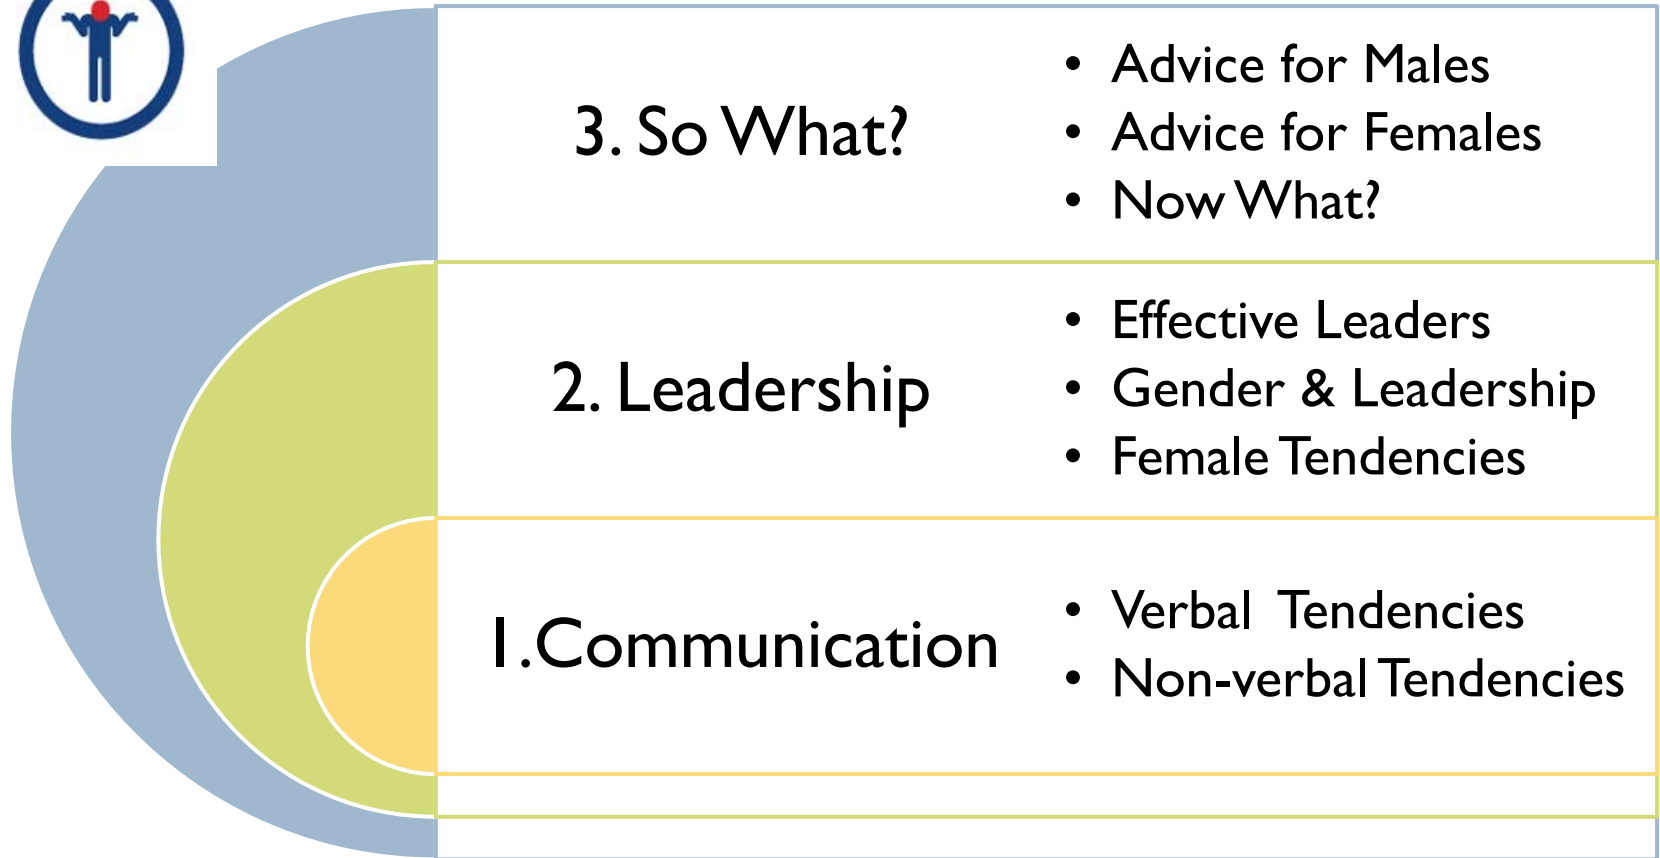 3. So What?
• Advice for Males
• Advice for Females
• Now What?
2. Leadership
• Effective Leaders
• Gender & Leadership
• Female Tendencies
1.Communication
• Verbal Tendencies
• Non-verbal Tendencies